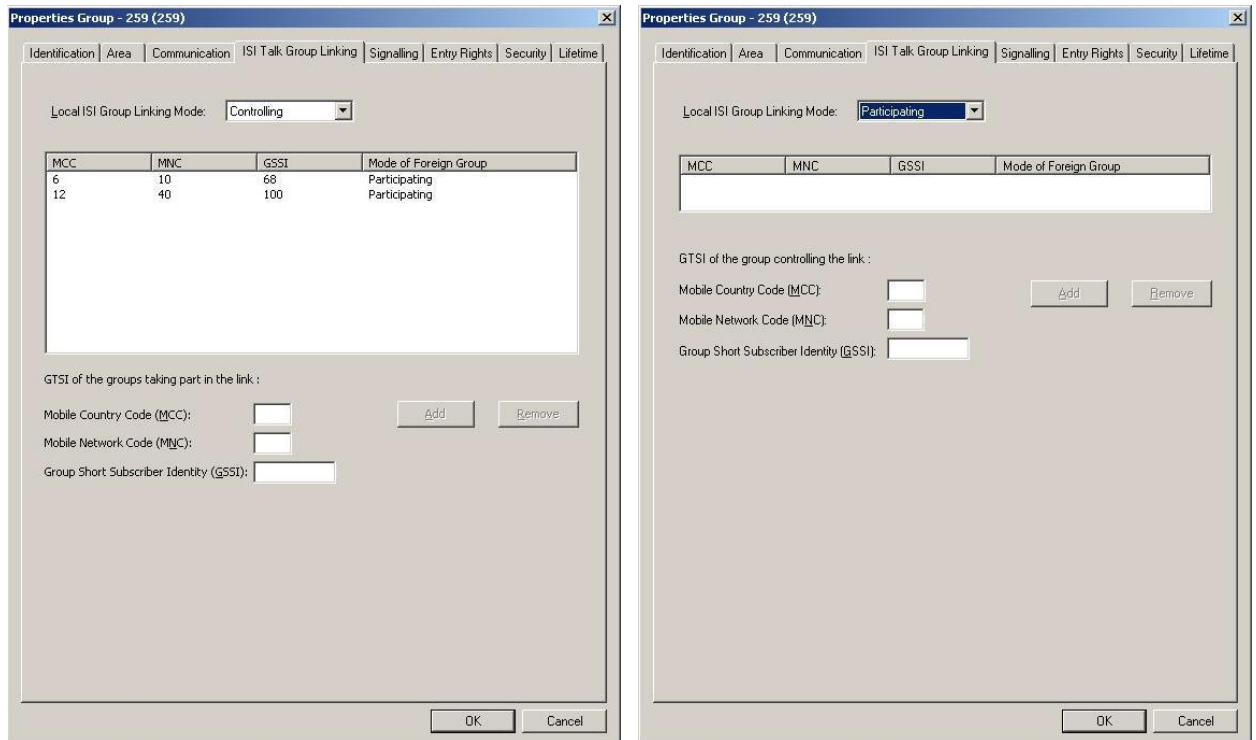 Properties Group - 259 (259)
Identification Area Communication ISI Talk Group Linking Signalling Entry Rights Security Lifetime
Local ISI Group Linking Mode: Controlling
MCC MNC GSSI Mode of Foreign Group
6 10 68 Participating
12 40 100 Participating
GTSI of the groups taking part in the link :
Mobile Country Code (MCC):
Add Remove
Mobile Network Code (MNC):
Group Short Subscriber Identity (GSSI):
OK Cancel
Properties Group - 259 (259)
Identification Area Communication ISI Talk Group Linking Signalling Entry Rights Security Lifetime
Local ISI Group Linking Mode: Participating
MCC MNC GSSI Mode of Foreign Group
GTSI of the group controlling the link :
Mobile Country Code (MCC):
Add Remove
Mobile Network Code (MNC):
Group Short Subscriber Identity (GSSI):
OK Cancel